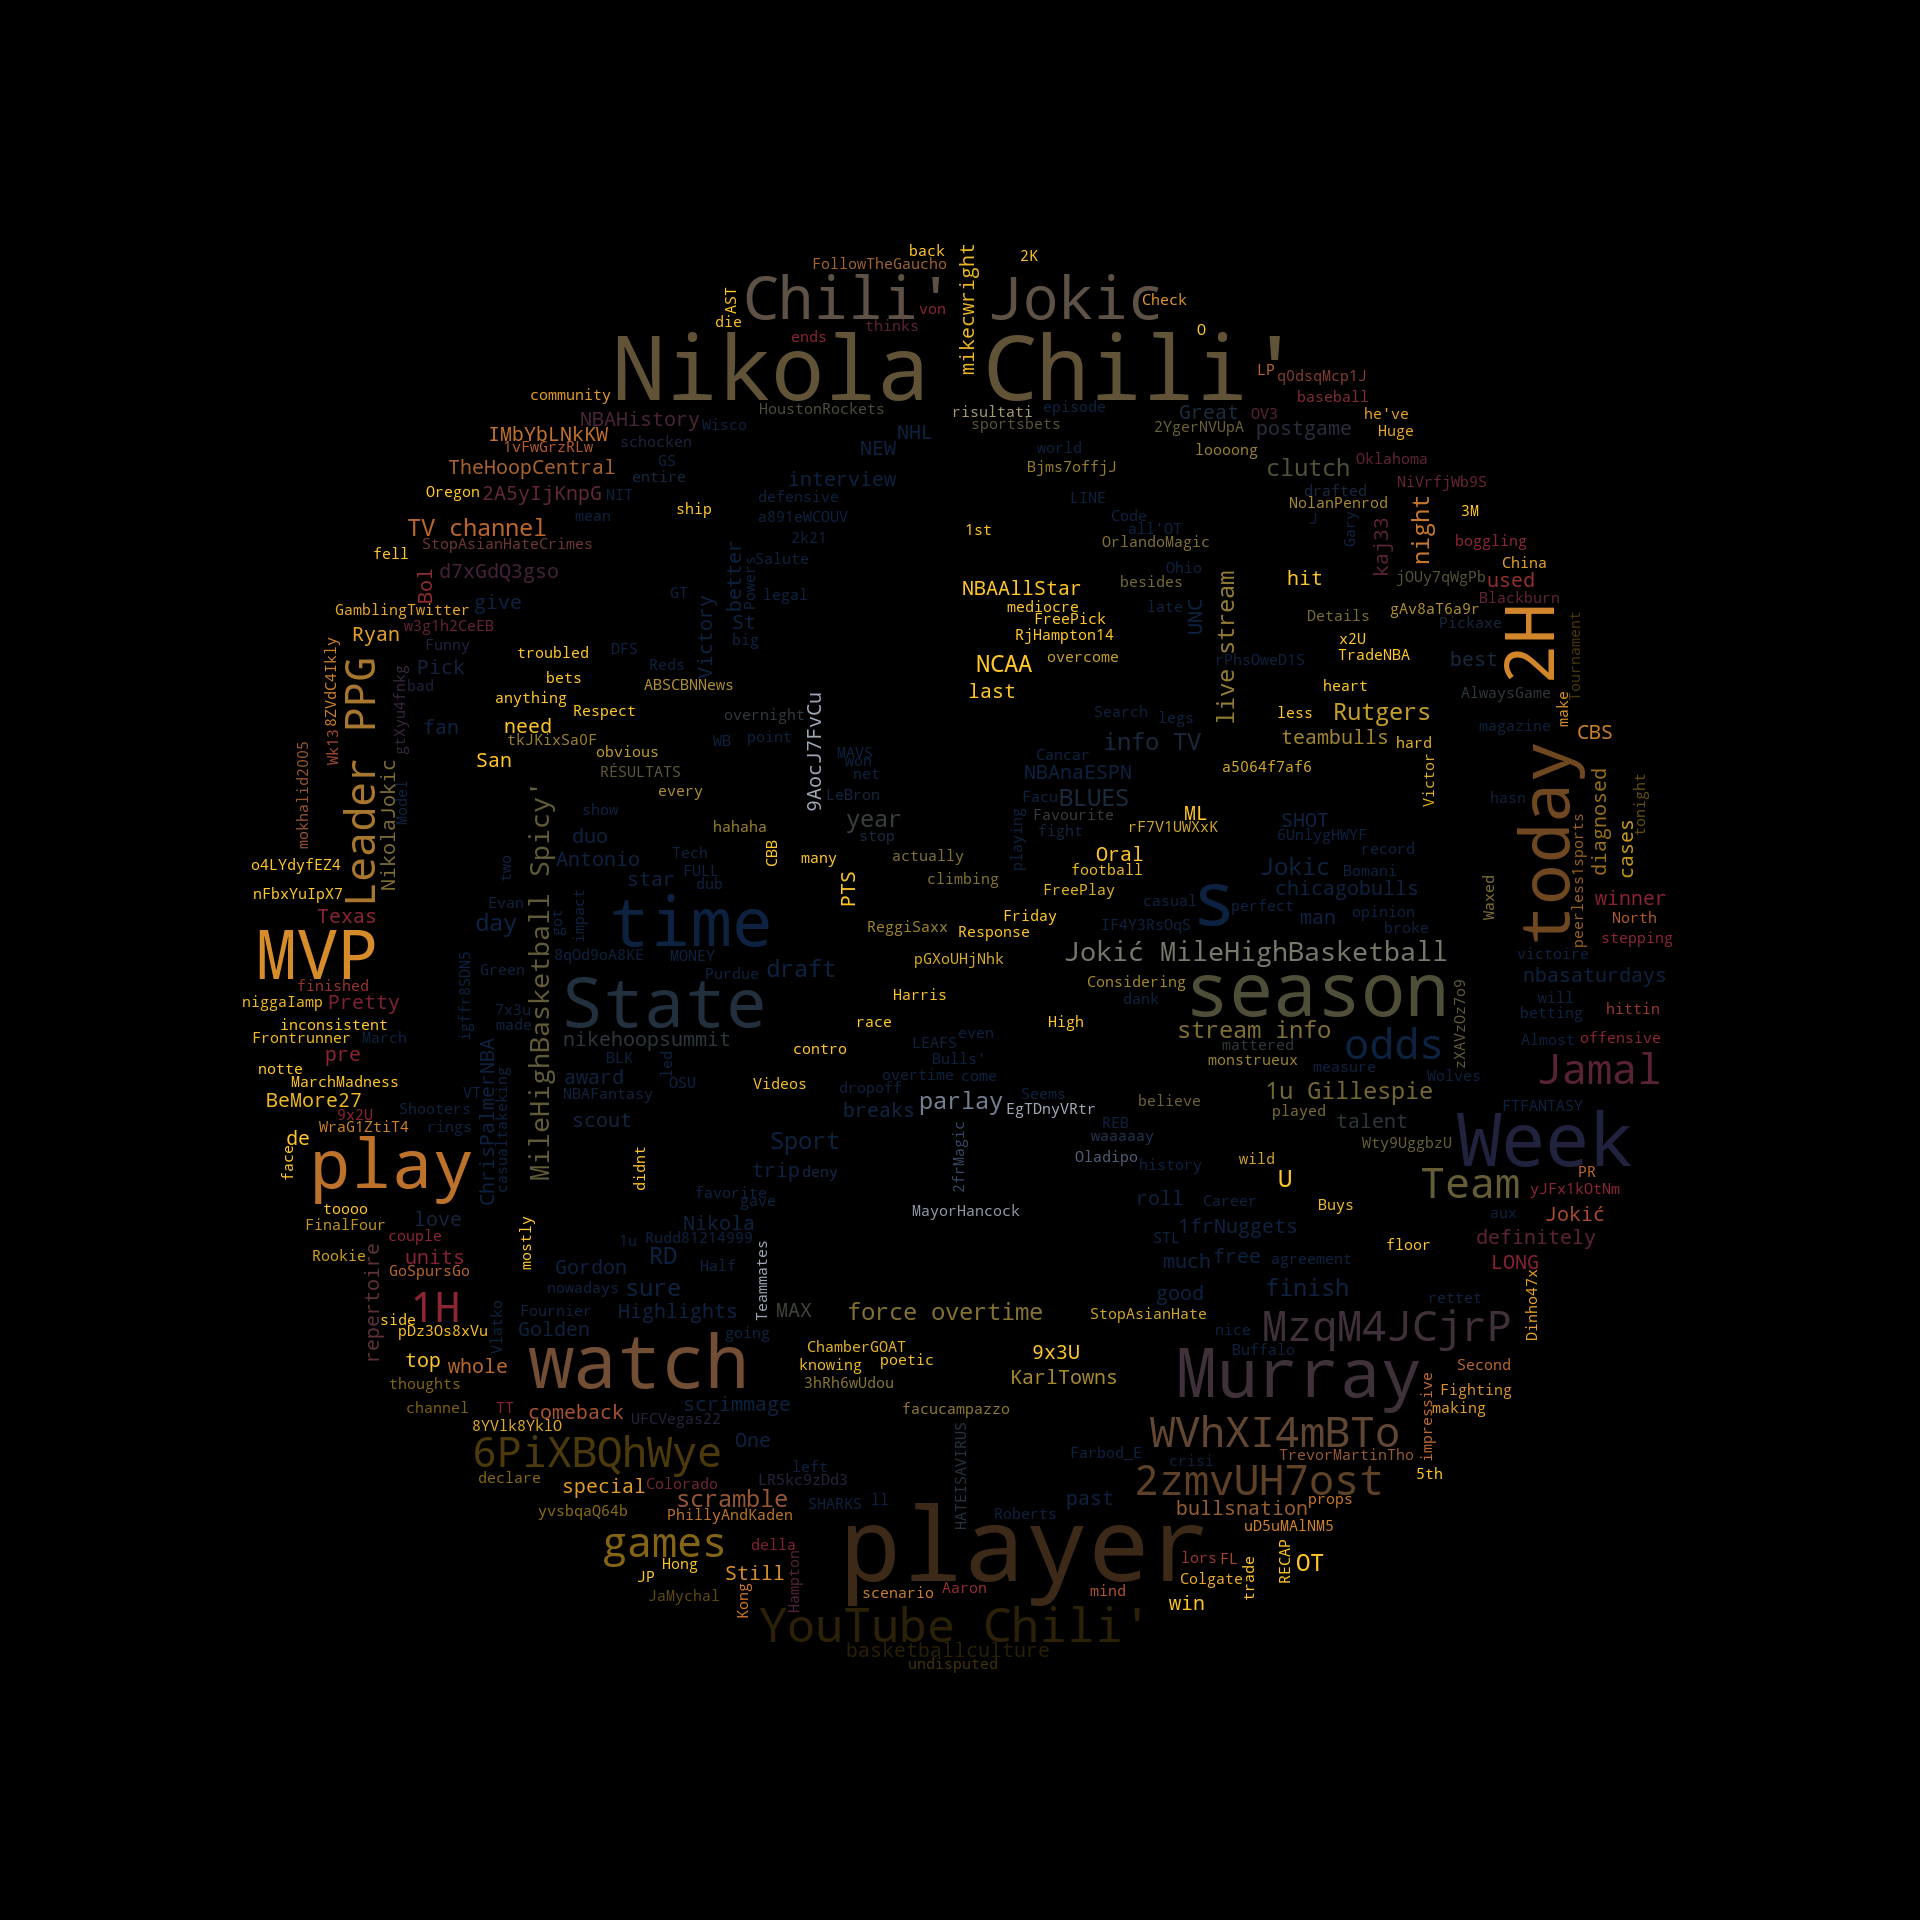 back
2K
FollowTheGaucho
mikecwright
Chili' Jokic
AST
von
Check
die
thinks
ends
O
Nikola Chili'
LP
q0dsqMcp1J
community
baseball
HoustonRockets
risultati
episode
Great
OV3
he've
NBAHistory
Wisco
sportsbets
2YgerNVUpA
postgame
Huge
IMbYbLNkKW
schocken
NHL
1vFwGrzRLw
NEW
world
loooong
GS
Oklahoma
TheHoopCentral
entire
interview
Bjms7offjJ
clutch
NiVrfjWb9S
Oregon
2A5yIjKnpG
NIT
defensive
LINE
drafted
NolanPenrod
ship
3M
mean
a891eWCOUV
Code
J
Gary
kaj33
night
TV channel
1st
all'OT
2k21
OrlandoMagic
boggling
StopAsianHateCrimes
fell
Salute
Ohio
China
Bol
d7xGdQ3gso
better
Powers
besides
live stream
hit
jOUy7qWgPb
used
NBAAllStar
GT
legal
give
Blackburn
GamblingTwitter
mediocre
late
UNC
gAv8aT6a9r
FreePick
Details
w3g1h2CeEB
St
Pickaxe
Ryan
RjHampton14
2H
Tournament
Funny
DFS
Victory
big
x2U
troubled
overcome
TradeNBA
Reds
rPhsOweD1S
best
Pick
NCAA
bets
ABSCBNNews
heart
bad
last
AlwaysGame
anything
Wk138ZVdC4Ikly
gtXyu4fnkg
Leader PPG
Respect
overnight
Search
legs
less
Rutgers
make
need
fan
magazine
CBS
tkJKixSa0F
WB
point
9AocJ7FvCu
info TV
teambulls
hard
obvious
MAVS
Cancar
San
won
RÉSULTATS
net
NBAnaESPN
a5064f7af6
Victor
every
LeBron
Facu
BLUES
hasn
today
diagnosed
tonight
mokhalid2005
NikolaJokic
Model
show
year
Favourite
ML
SHOT
hahaha
rF7V1UWXxK
duo
stop
fight
6UnlygHWYF
peerless1sports
cases
MileHighBasketball Spicy'
Tech
CBB
playing
record
Antonio
many
actually
Oral
o4LYdyfEZ4
two
FULL
football
Jokic
Bomani
star
dub
climbing
PTS
FreePlay
chicagobulls
nFbxYuIpX7
Evan
casual
s
perfect
Waxed
winner
Texas
day
got
impact
time
Friday
man
opinion
North
ReggiSaxx
Response
IF4Y3RsOqS
broke
stepping
MVP
8qOd9oA8KE
MONEY
Jokić MileHighBasketball
victoire
Green
Purdue
draft
pGXoUHjNhk
nbasaturdays
finished
igffr8SDN5
Considering
season
niggaIamp
Pretty
7x3u
State
Harris
dank
zXAVzOz7o9
will
hittin
made
betting
inconsistent
race
High
stream info
Frontrunner
March
nikehoopsummit
even
LEAFS
mattered
odds
Almost
offensive
pre
contro
BLK
led
Bulls'
monstrueux
notte
award
overtime
come
measure
Wolves
Jamal
MarchMadness
OSU
Videos
dropoff
Seems
VT
NBAFantasy
ChrisPalmerNBA
casualtakeking
BeMore27
Shooters
breaks
parlay
EgTDnyVRtr
believe
1u Gillespie
FTFANTASY
9x2U
played
rings
scout
REB
talent
WraG1ZtiT4
de
Sport
2frMagic
waaaaay
Wty9UggbzU
Week
face
play
didnt
trip
deny
Oladipo
history
wild
U
PR
Team
yJFx1kOtNm
favorite
gave
roll
Career
Buys
toooo
MayorHancock
aux
Jokić
love
Nikola
1frNuggets
FinalFour
couple
mostly
1u
Rudd81214999
STL
floor
definitely
Rookie
units
RD
much
free
agreement
LONG
repertoire
GoSpursGo
Gordon
Half
Teammates
nowadays
sure
good
finish
rettet
Dinho47x
1H
Vlatko
Fournier
Highlights
MAX
force overtime
StopAsianHate
side
pDz3Os8xVu
Golden
going
nice
MzqM4JCjrP
ChamberGOAT
Buffalo
top
whole
watch
knowing
poetic
9x3U
Murray
Second
thoughts
3hRh6wUdou
KarlTowns
Fighting
channel
TT
comeback
scrimmage
facucampazzo
making
8YVlk8YklO
UFCVegas22
WVhXI4mBTo
impressive
6PiXBQhWye
One
HATEISAVIRUS
Farbod_E
TrevorMartinTho
crisi
left
declare
special
Colorado
LR5kc9zDd3
2zmvUH7ost
5th
scramble
SHARKS
ll
past
bullsnation
props
yvsbqaQ64b
PhillyAndKaden
Roberts
uD5uMAlNM5
games
della
player
lors
FL
RECAP
OT
Hong
JP
Still
Hampton
Colgate
trade
JaMychal
Kong
scenario
Aaron
mind
win
YouTube Chili'
basketballculture
undisputed